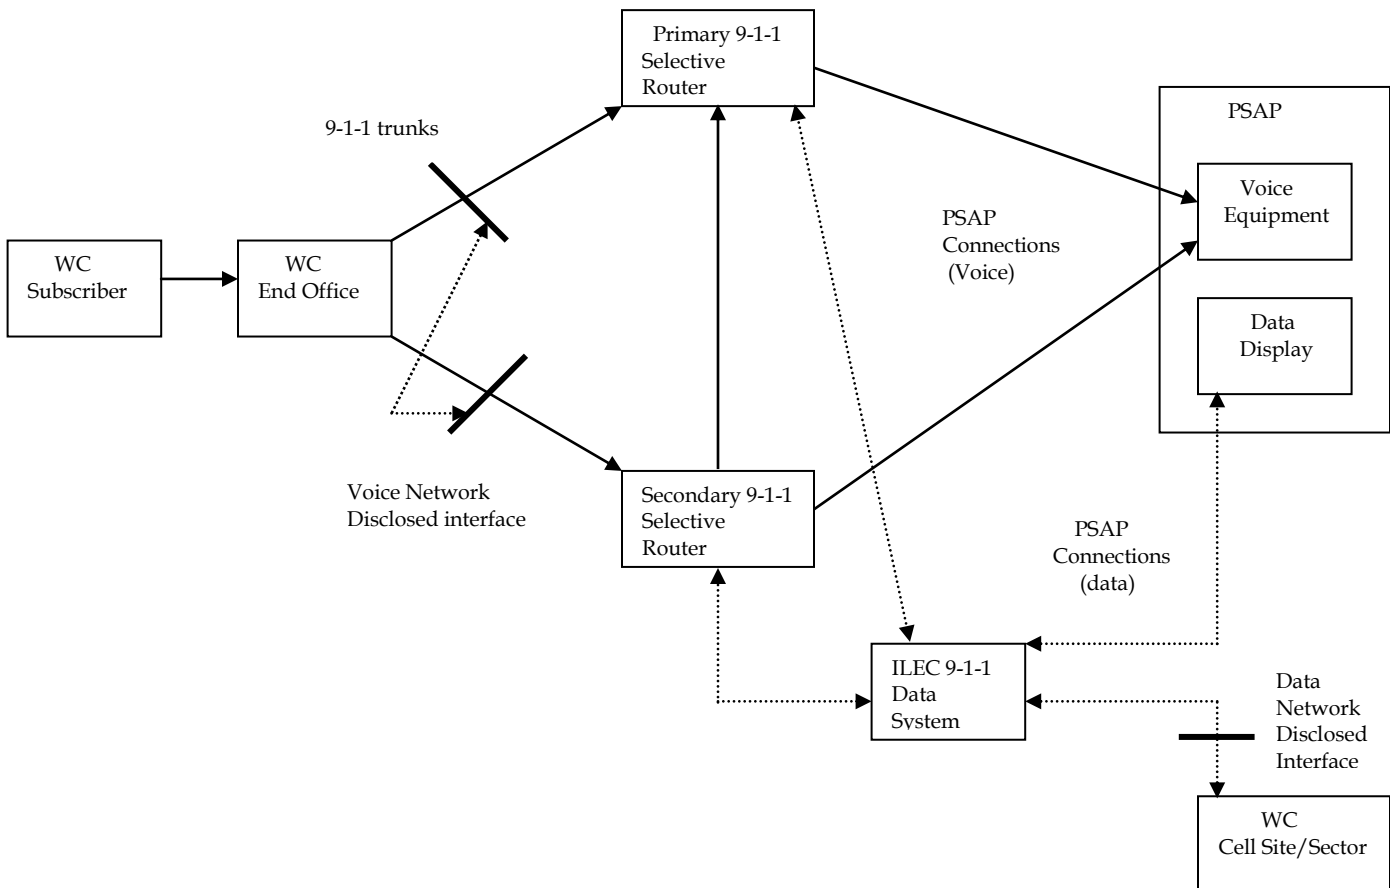 Primary 9-1-1
Selective
Router
PSAP
9-1-1 trunks
Voice
Equipment
PSAP
Connections
(Voice)
WC
Subscriber
WC
End Office
Data
Display
Voice Network
Disclosed interface
Secondary 9-1-1
Selective
Router
PSAP
Connections
(data)
ILEC 9-1-1
Data
System
Data
Network
Disclosed
Interface
WC
Cell Site/Sector